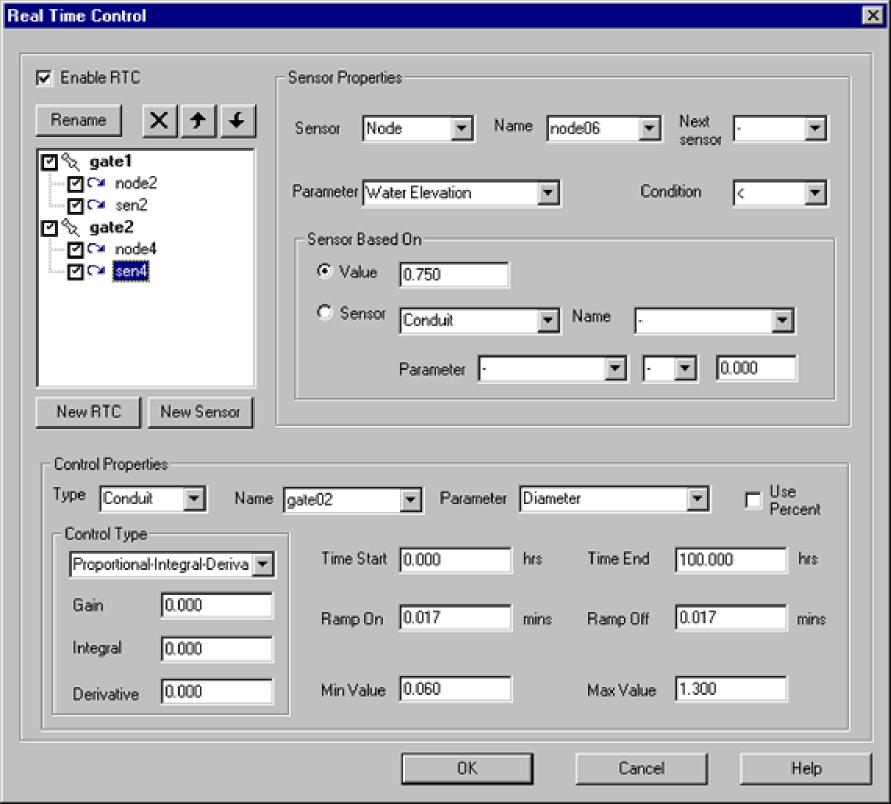 Real Time Control
Enable RTC
Rename
gate1
node2
sen2
gate2
node4
sen4
New RTC
New Sensor
Sensor Properties
Sensor
Node
Name
node06
Next
sensor
-
Parameter
Water Elevation
Condition
<
Sensor Based On
Value
0.750
Sensor
Conduit
Name
-
Parameter
-
-
0.000
Control Properties
Type
Conduit
Name
gate02
Parameter
Diameter
Use
Percent
Control Type
Proportional-Integral-Deriva
Gain
0.000
Integral
0.000
Derivative
0.000
Time Start
0.000
hrs
Time End
100.000
hrs
Ramp On
0.017
mins
Ramp Off
0.017
mins
Min Value
0.060
Max Value
1.300
OK
Cancel
Help